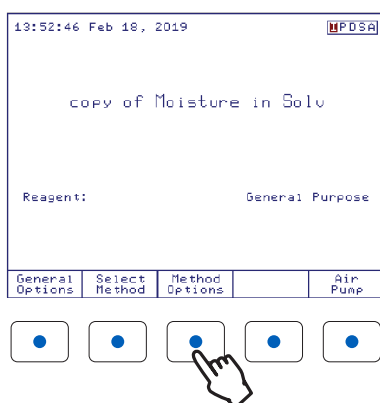 13:52:46 Feb 18, 2019 PDSA
copy of Moisture in Solv
Reagent: General Purpose
General Options Select Method Method Options Air Pump